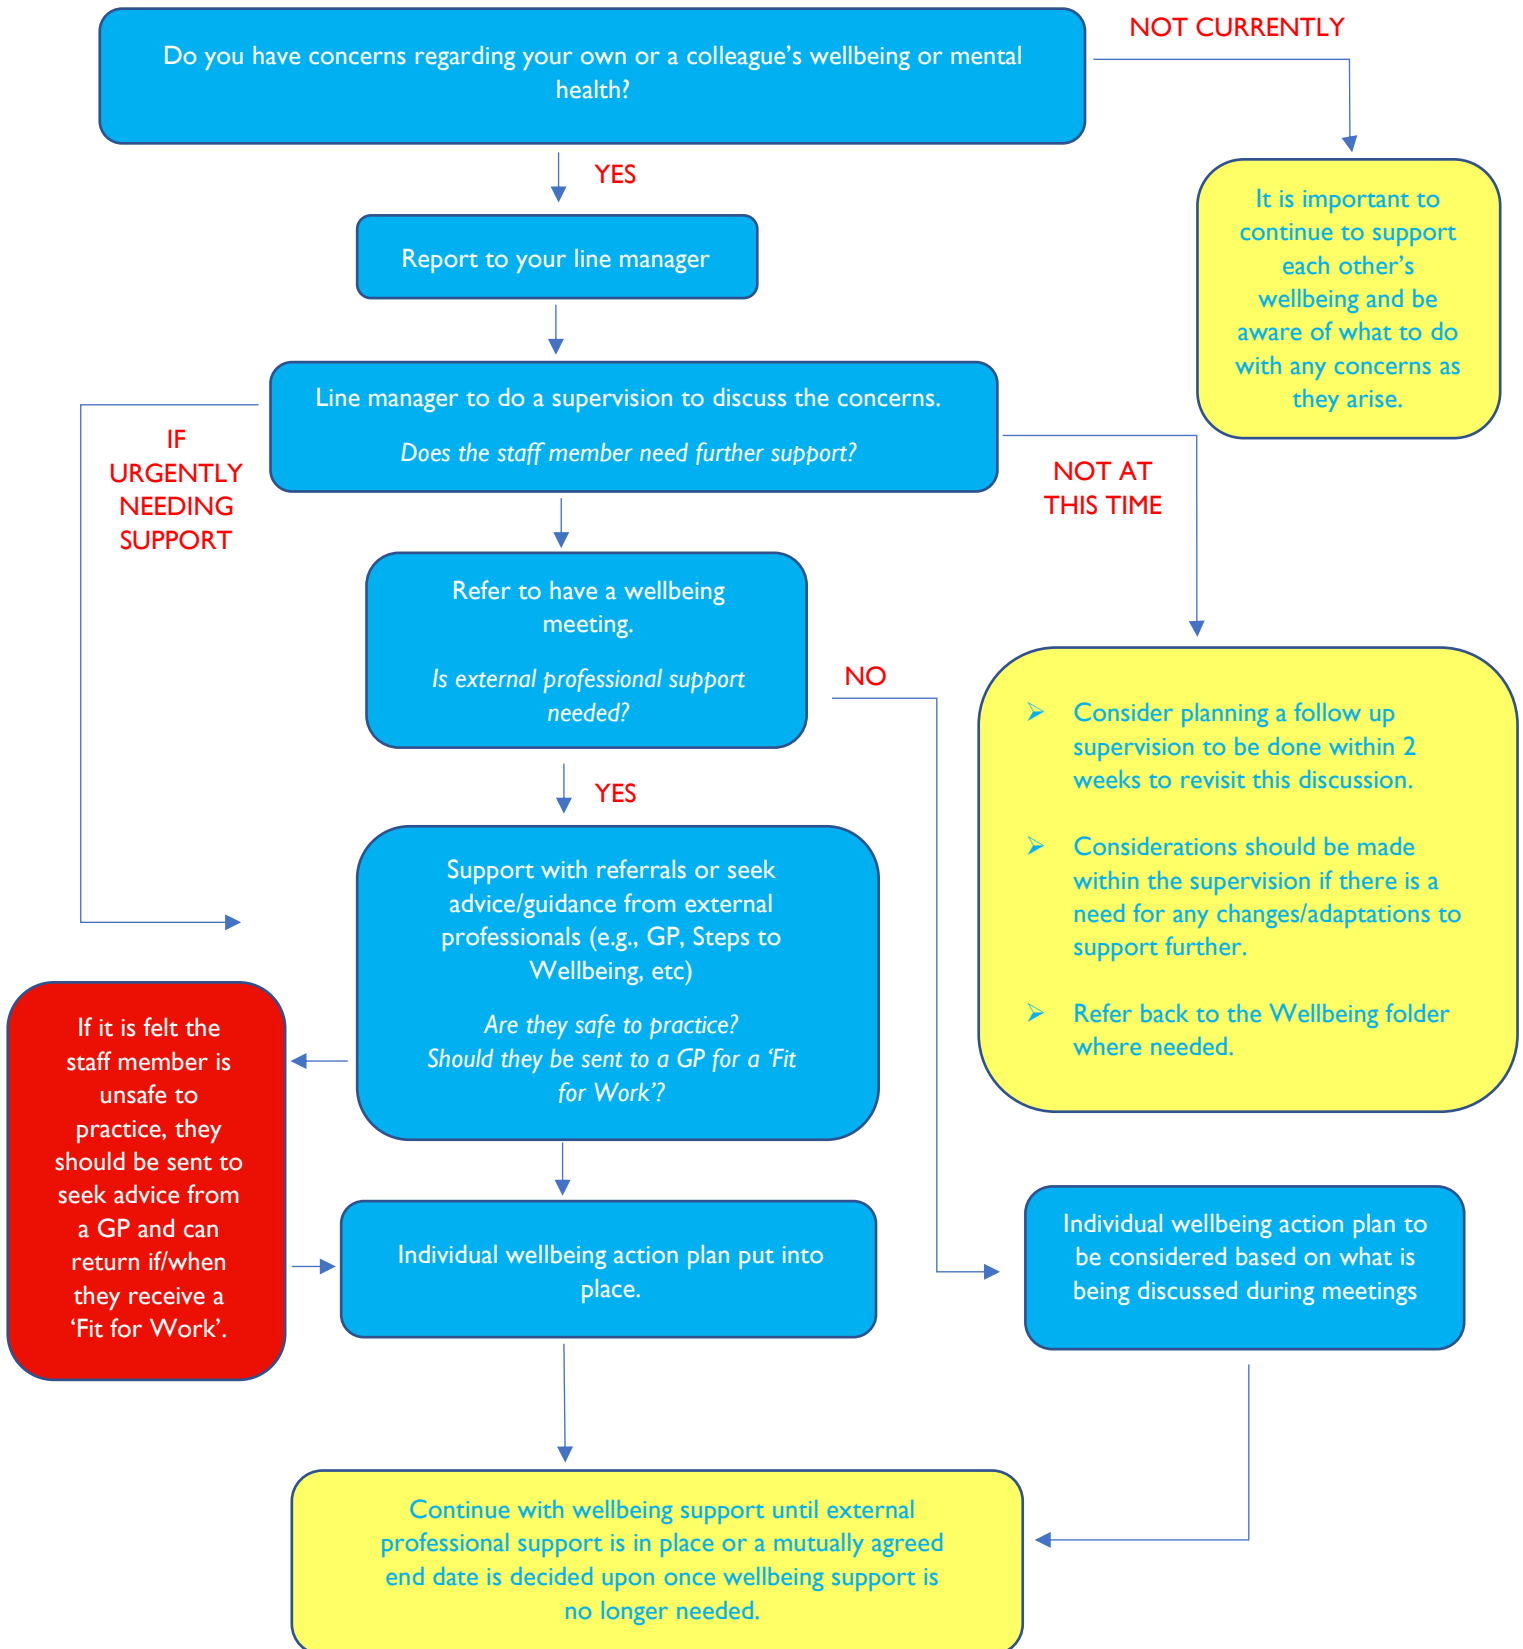 Do you have concerns regarding your own or a colleague’s wellbeing or mental
health?
NOT CURRENTLY
YES
It is important to
continue to support
each other’s
wellbeing and be
aware of what to do
with any concerns as
they arise.
Report to your line manager
Line manager to do a supervision to discuss the concerns.
Does the staff member need further support?
IF
URGENTLY
NEEDING
SUPPORT
NOT AT
THIS TIME
Refer to have a wellbeing
meeting.
Is external professional support
needed?
NO
YES
➢ Consider planning a follow up
supervision to be done within 2
weeks to revisit this discussion.
➢ Considerations should be made
within the supervision if there is a
need for any changes/adaptations to
support further.
➢ Refer back to the Wellbeing folder
where needed.
Support with referrals or seek
advice/guidance from external
professionals (e.g., GP, Steps to
Wellbeing, etc)
Are they safe to practice?
Should they be sent to a GP for a ‘Fit
for Work’?
If it is felt the
staff member is
unsafe to
practice, they
should be sent to
seek advice from
a GP and can
return if/when
they receive a
‘Fit for Work’.
Individual wellbeing action plan put into
place.
Individual wellbeing action plan to
be considered based on what is
being discussed during meetings
Continue with wellbeing support until external
professional support is in place or a mutually agreed
end date is decided upon once wellbeing support is
no longer needed.